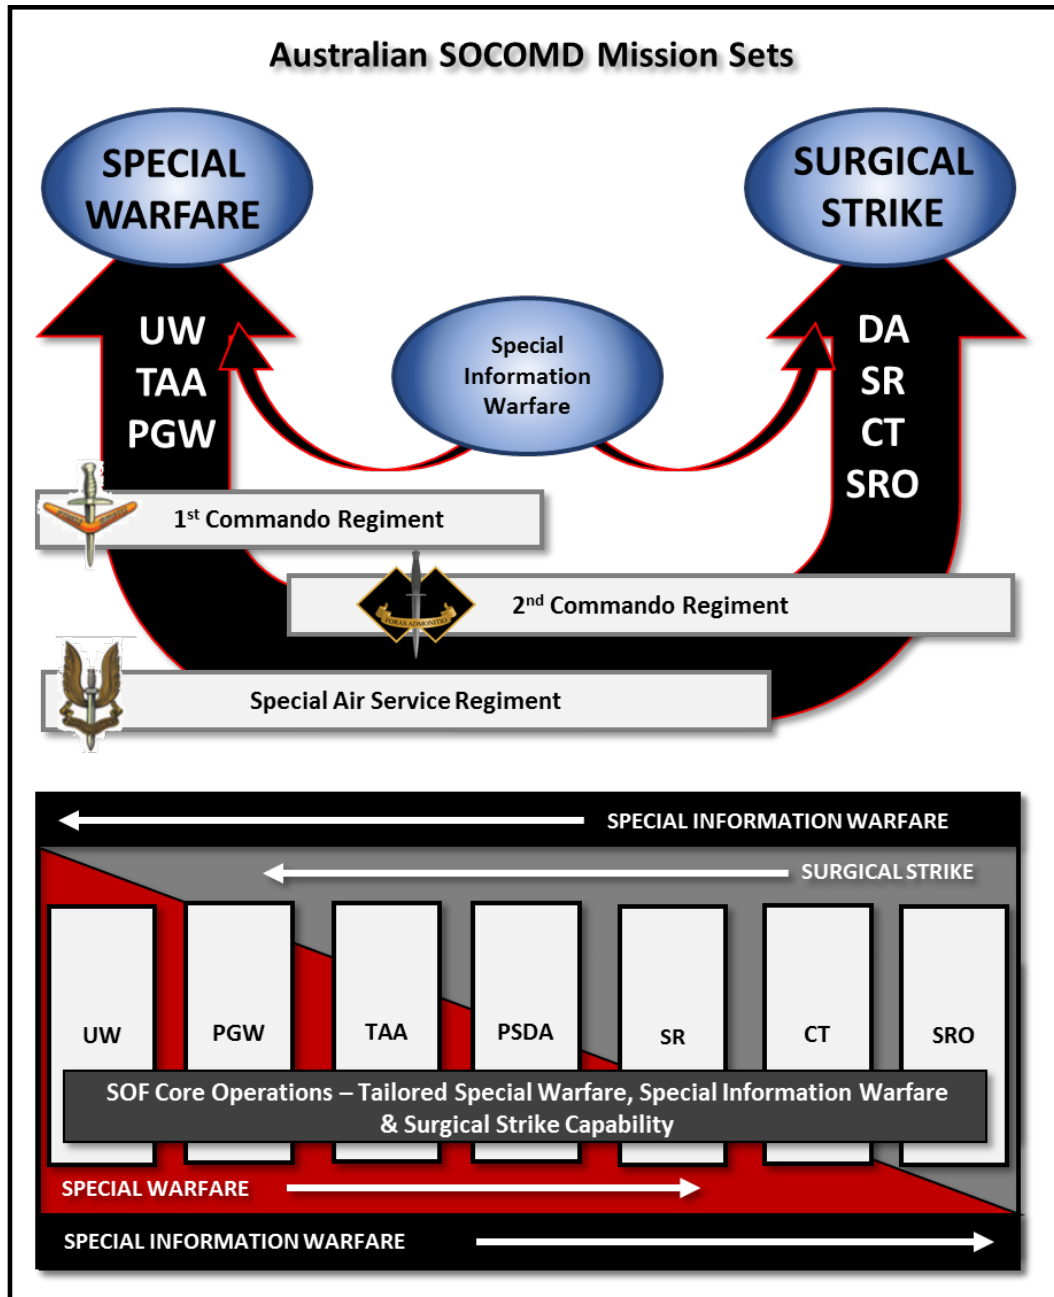 Australian SOCOMD Mission Sets
SPECIAL
WARFARE
SURGICAL
STRIKE
UW
TAA
PGW
Special
Information
Warfare
DA
SR
CT
SRO
1st Commando Regiment
2nd Commando Regiment
FORAS ADMONITIO
Special Air Service Regiment
SPECIAL INFORMATION WARFARE
SURGICAL STRIKE
UW
PGW
TAA
PSDA
SR
CT
SRO
SOF Core Operations – Tailored Special Warfare, Special Information Warfare
& Surgical Strike Capability
SPECIAL WARFARE
SPECIAL INFORMATION WARFARE